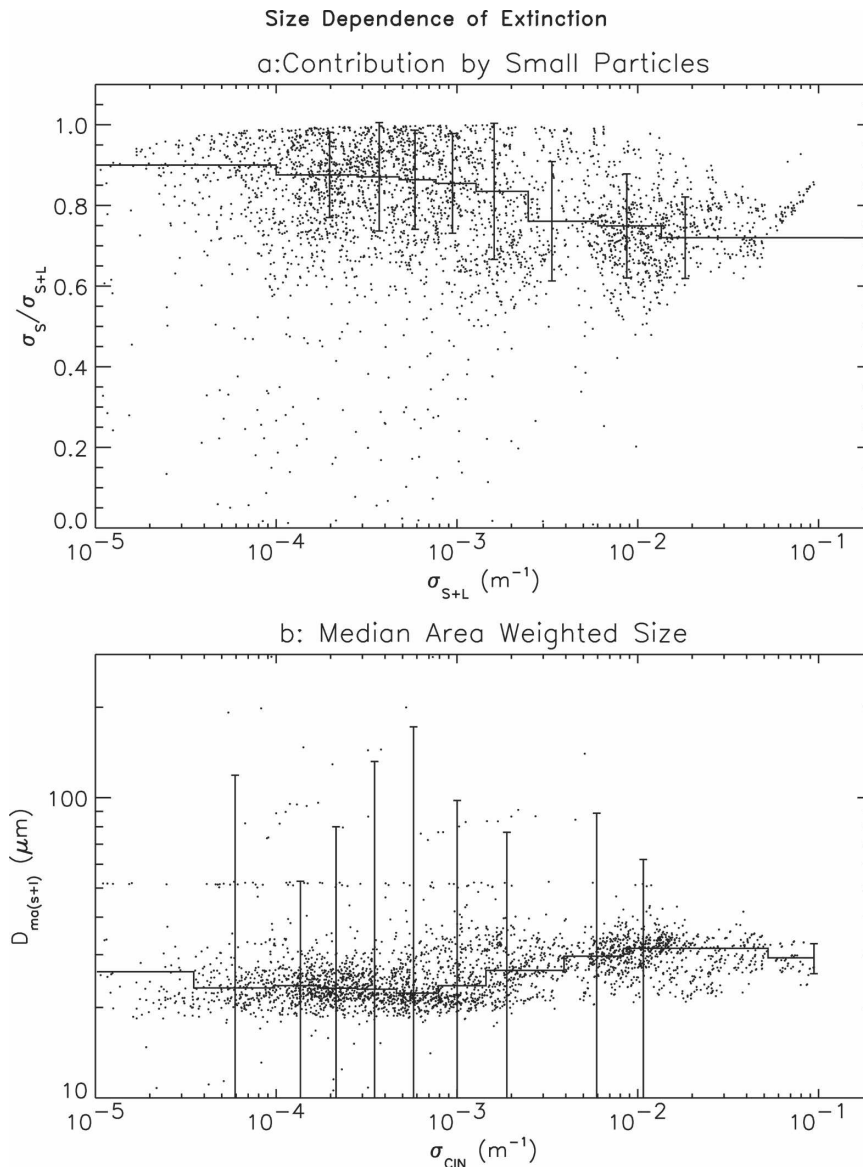 Size Dependence of Extinction
a:Contribution by Small Particles
1.0
0.8
0.6
0.4
0.2
0.0
σS/σS+L
10⁻⁵ 10⁻⁴ 10⁻³ 10⁻² 10⁻¹
σS+L (m⁻¹)
b: Median Area Weighted Size
100
10
Dma(s+l) (μm)
10⁻⁵ 10⁻⁴ 10⁻³ 10⁻² 10⁻¹
σCIN (m⁻¹)